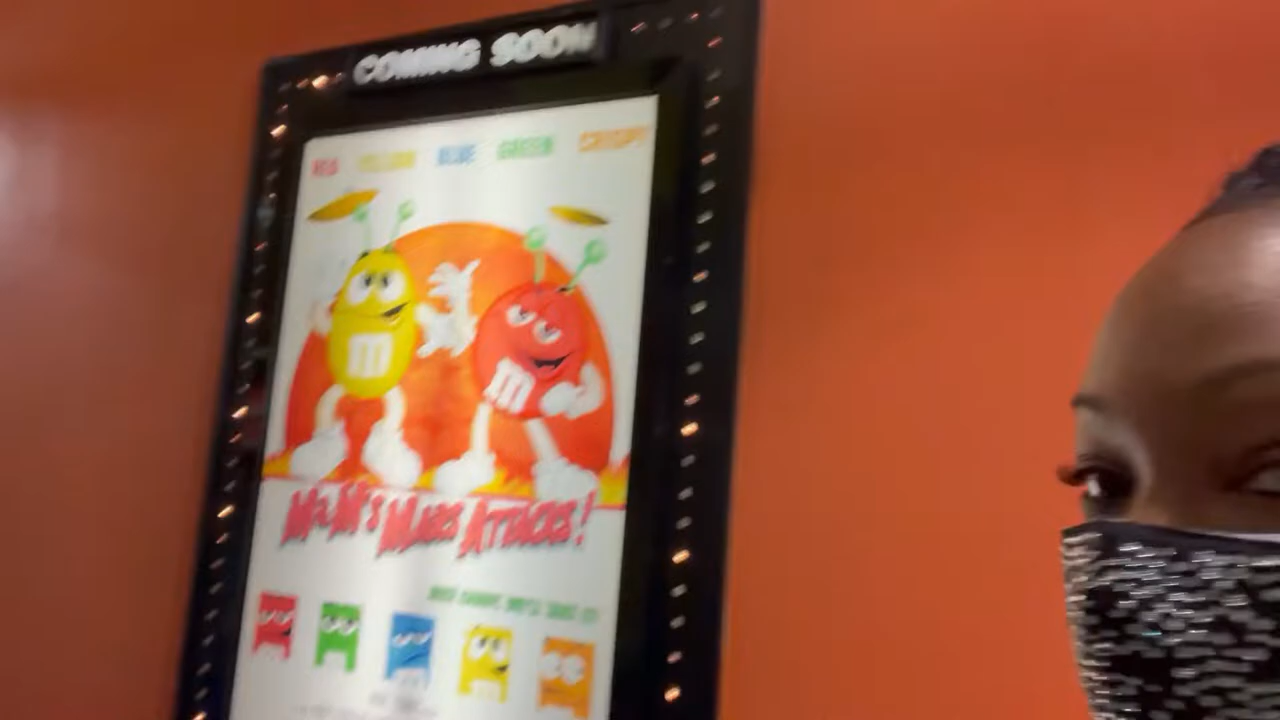 COMING SOON
RED YELLOW BLUE GREEN CRISPY
m
m
M&M's Mars Attacks!